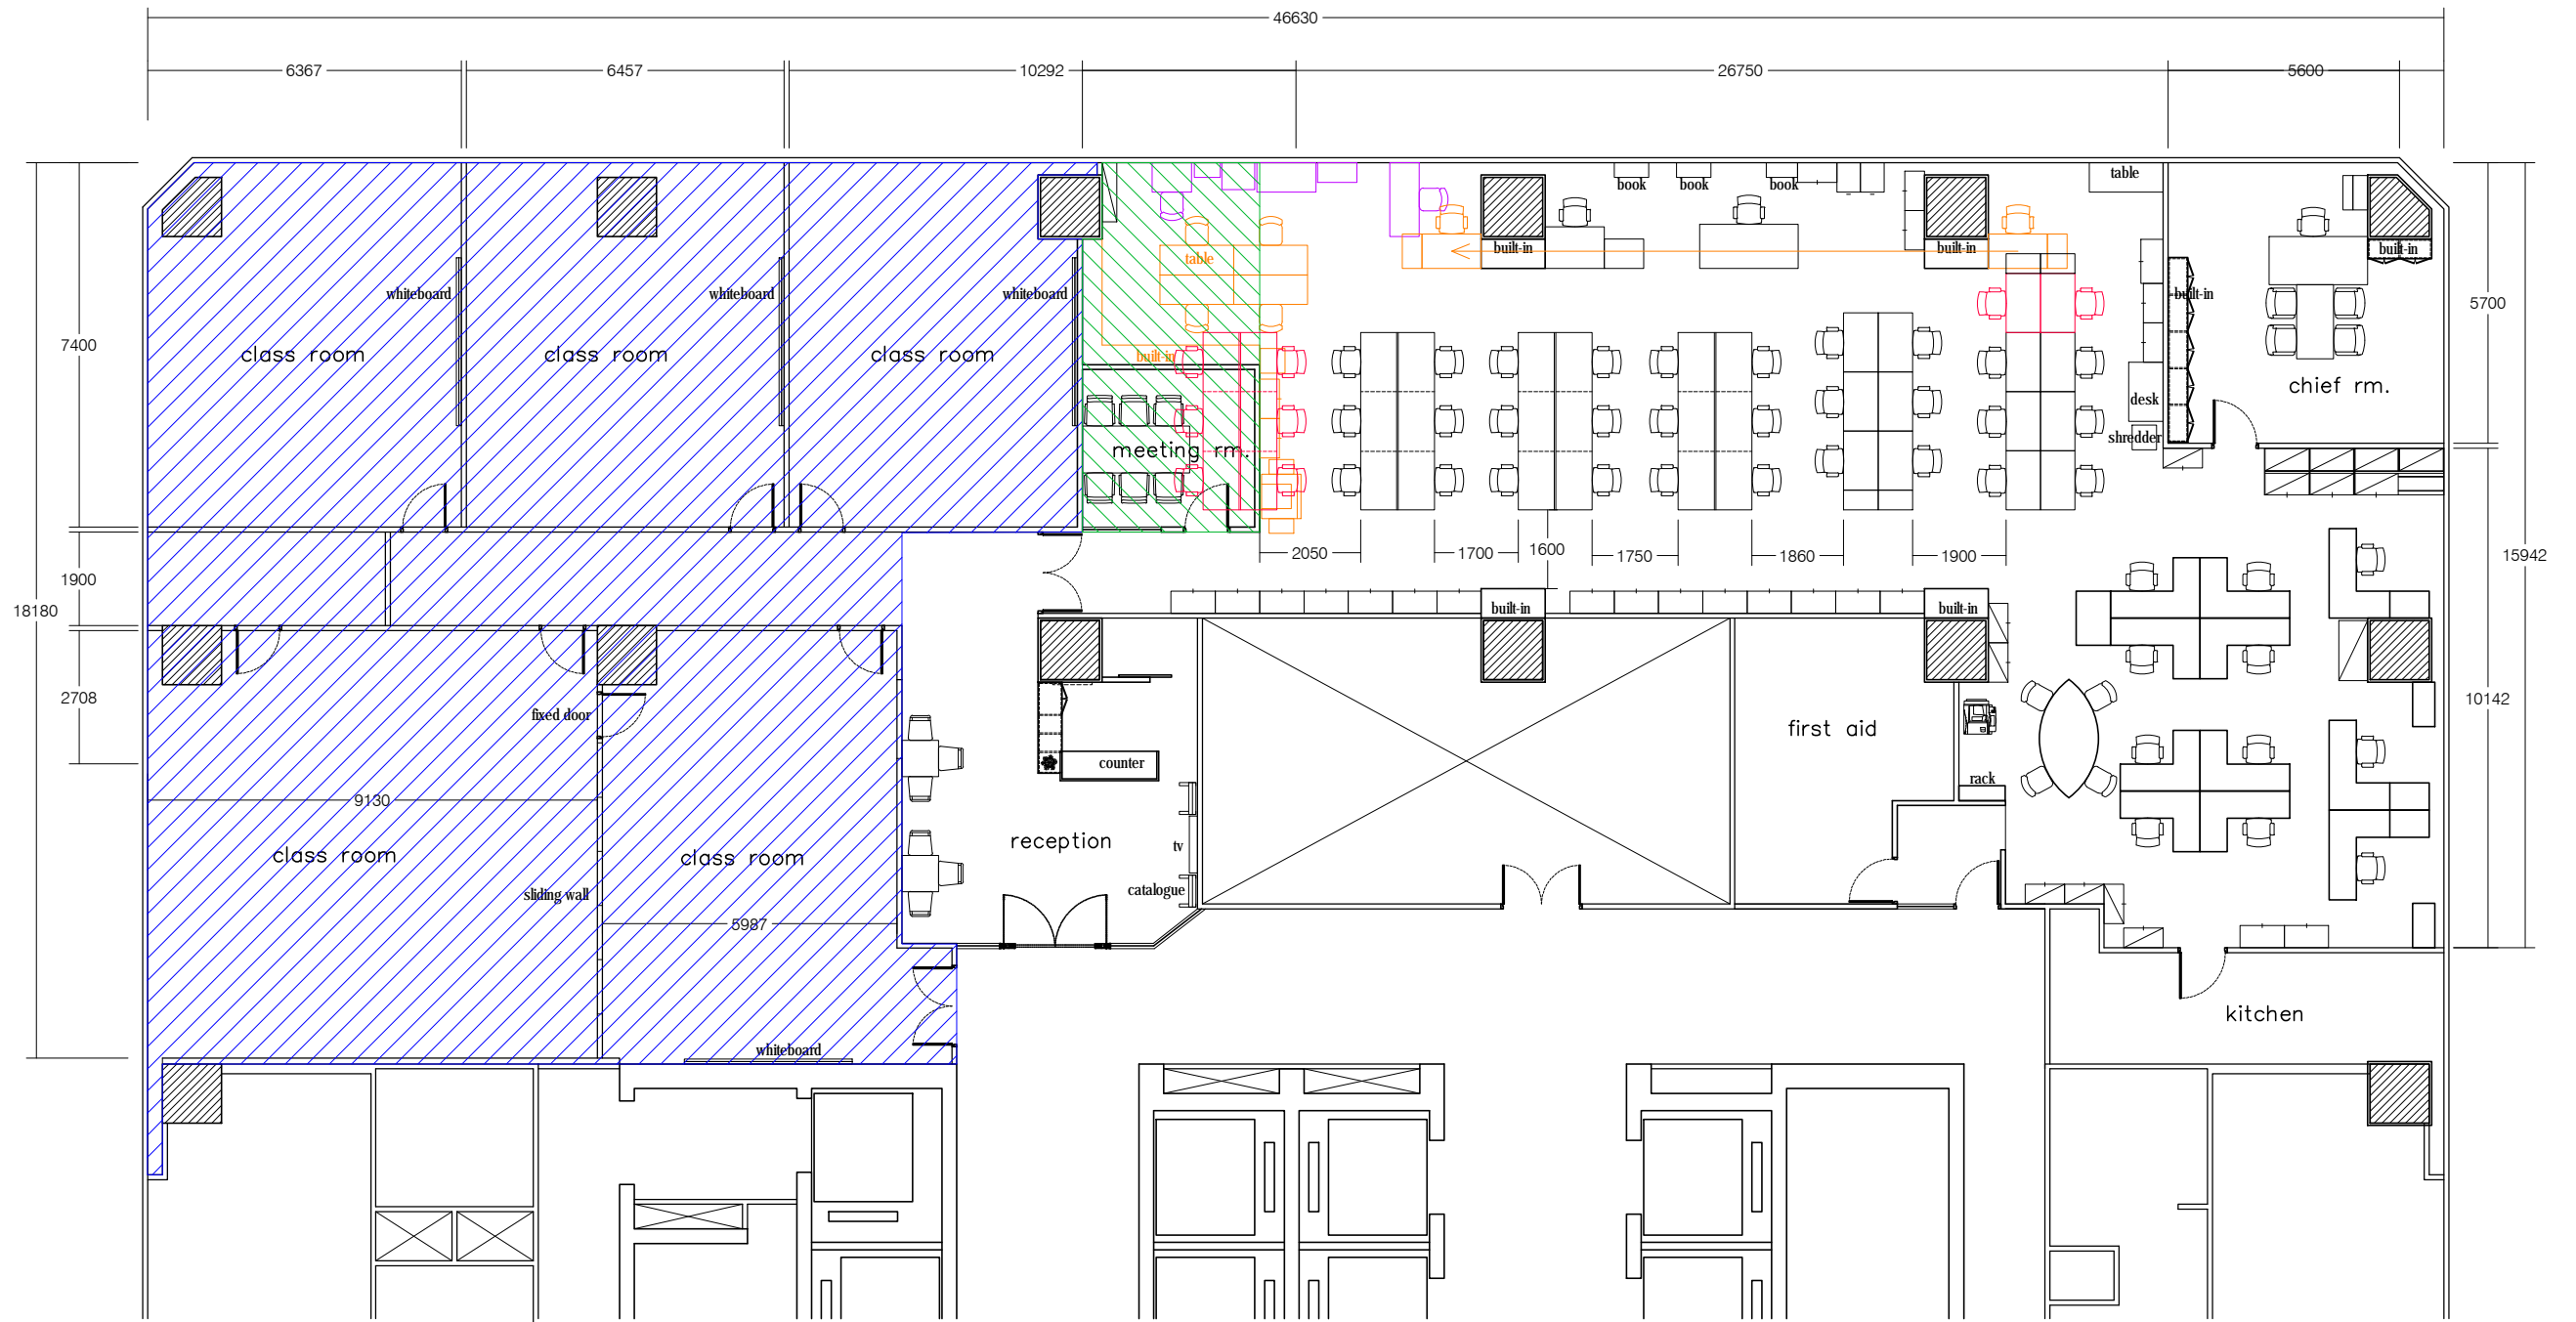 46630
6367
6457
10292
26750
5600
book
book
book
table
built-in
built-in
built-in
table
whiteboard
whiteboard
whiteboard
built-in
5700
7400
class room
class room
class room
built-in
chief rm.
desk
shredder
meeting rm.
2050
1700
1600
1750
1860
1900
15942
1900
18180
built-in
built-in
2708
10142
fixed door
first aid
counter
rack
9130
reception
tv
class room
class room
catalogue
sliding wall
5987
kitchen
whiteboard